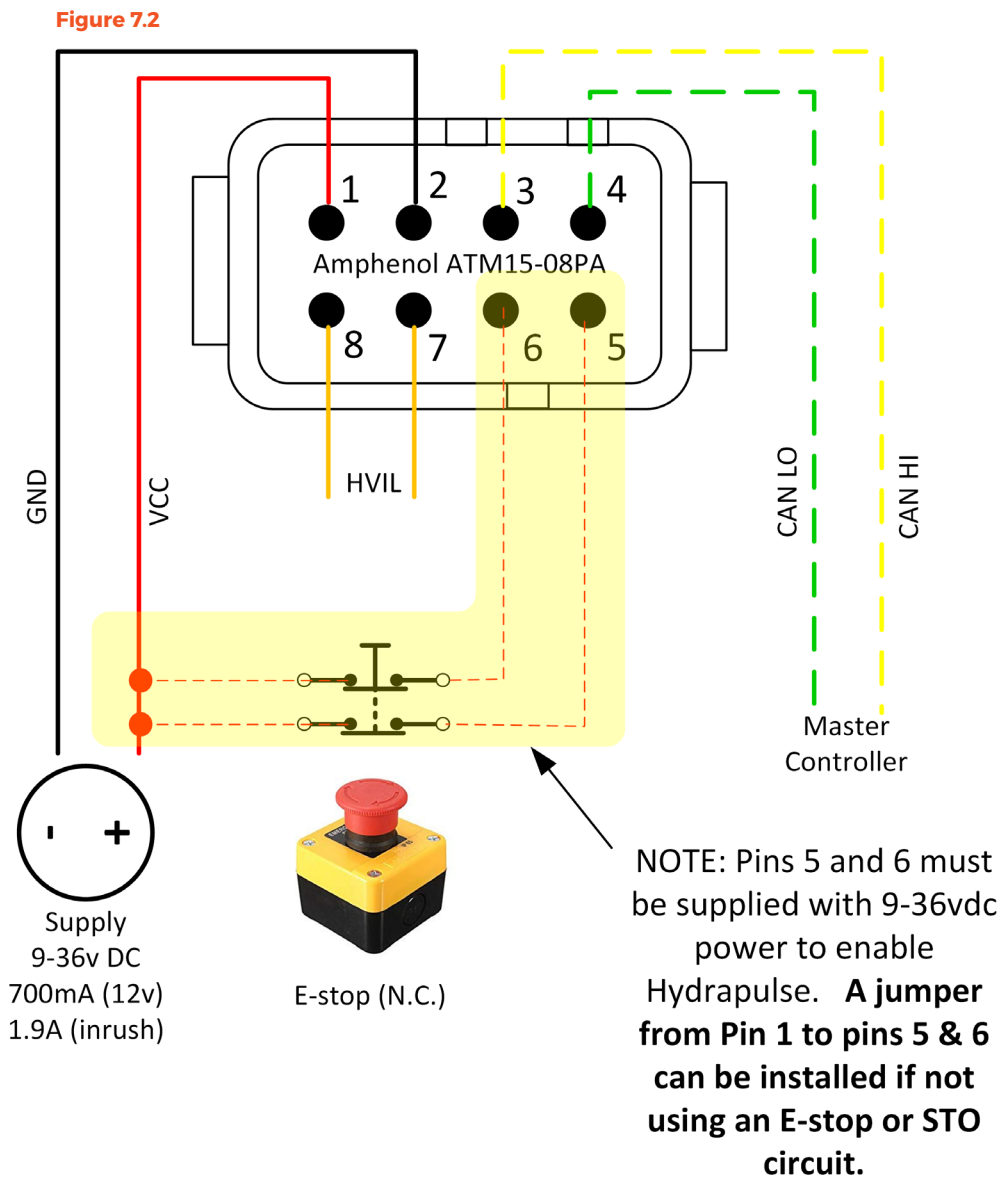 Figure 7.2
1
2
3
4
Amphenol ATM15-08PA
8
7
6
5
HVIL
GND
VCC
CAN LO
CAN HI
Master
Controller
-
+
Supply
9-36v DC
700mA (12v)
1.9A (inrush)
E-stop (N.C.)
NOTE: Pins 5 and 6 must
be supplied with 9-36vdc
power to enable
Hydrapulse. A jumper
from Pin 1 to pins 5 & 6
can be installed if not
using an E-stop or STO
circuit.